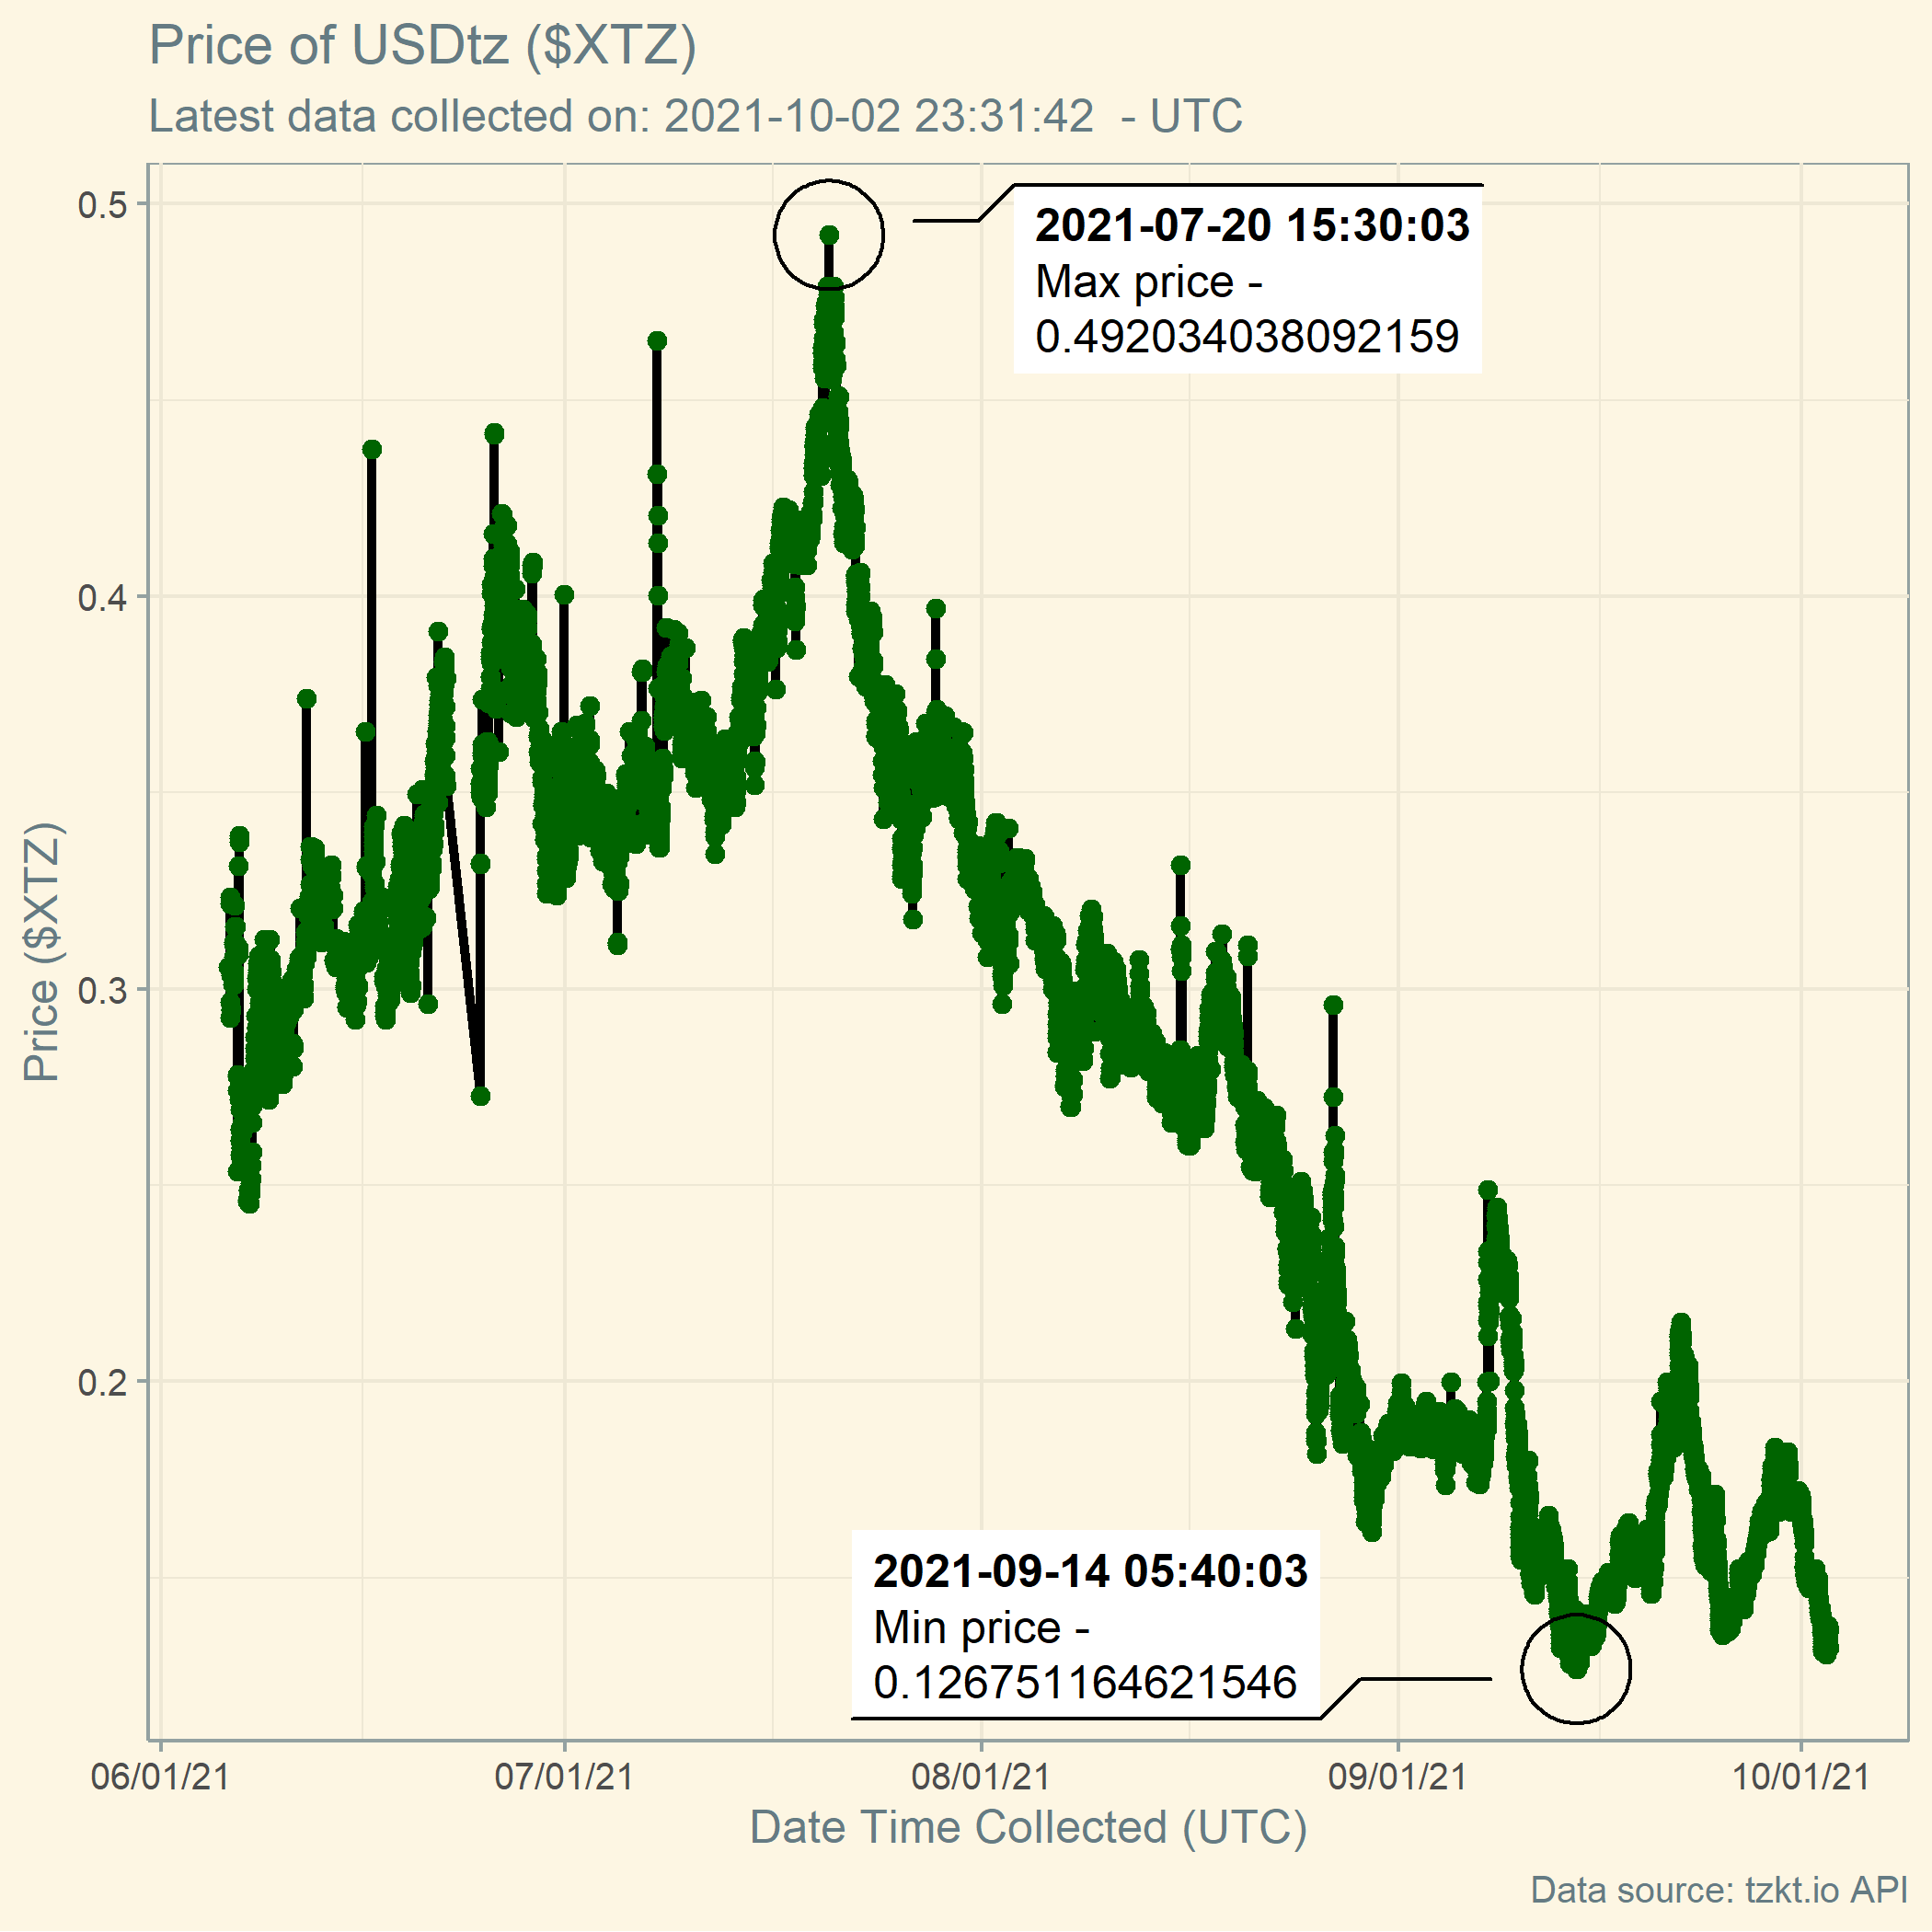 Price of USDtz ($XTZ)
Latest data collected on: 2021-10-02 23:31:42  - UTC
0.5
0.4
0.3
0.2
Price ($XTZ)
2021-07-20 15:30:03
Max price -
0.492034038092159
2021-09-14 05:40:03
Min price -
0.126751164621546
06/01/21
07/01/21
08/01/21
09/01/21
10/01/21
Date Time Collected (UTC)
Data source: tzkt.io API